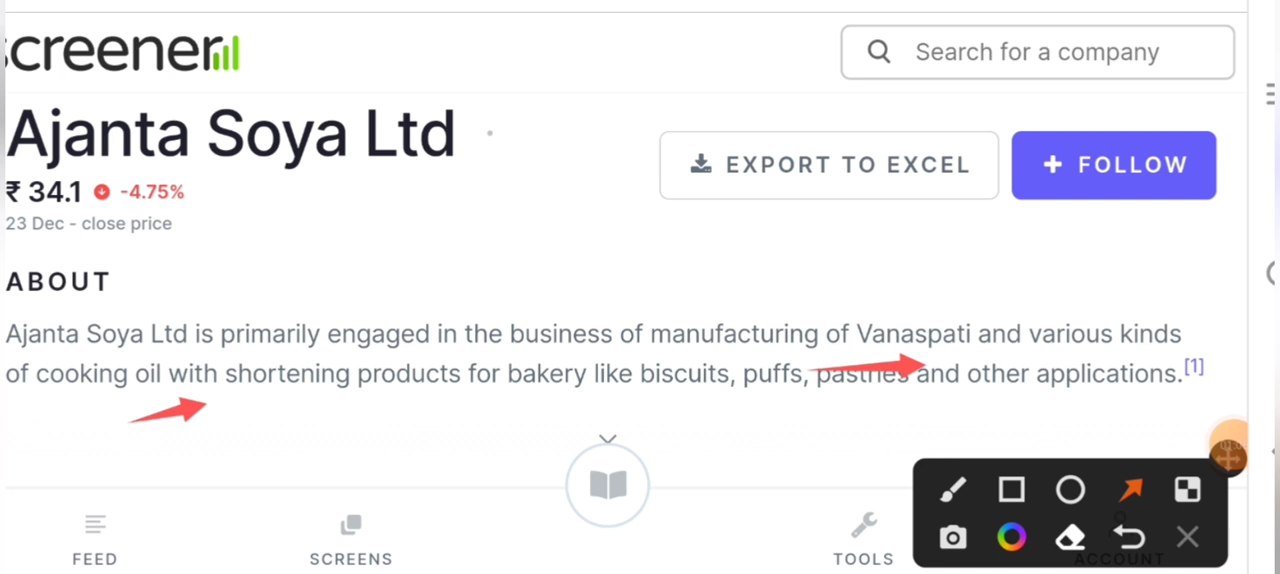 screener
Search for a company
Ajanta Soya Ltd
EXPORT TO EXCEL
+ FOLLOW
₹ 34.1 -4.75%
23 Dec - close price
ABOUT
Ajanta Soya Ltd is primarily engaged in the business of manufacturing of Vanaspati and various kinds
of cooking oil with shortening products for bakery like biscuits, puffs, pastries and other applications.[1]
FEED
SCREENS
TOOLS
ACCOUNT